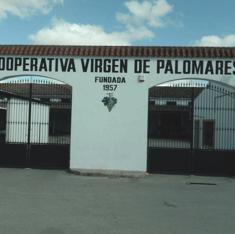 OOPERATIVA VIRGEN DE PALOMARES
FUNDADA
1957